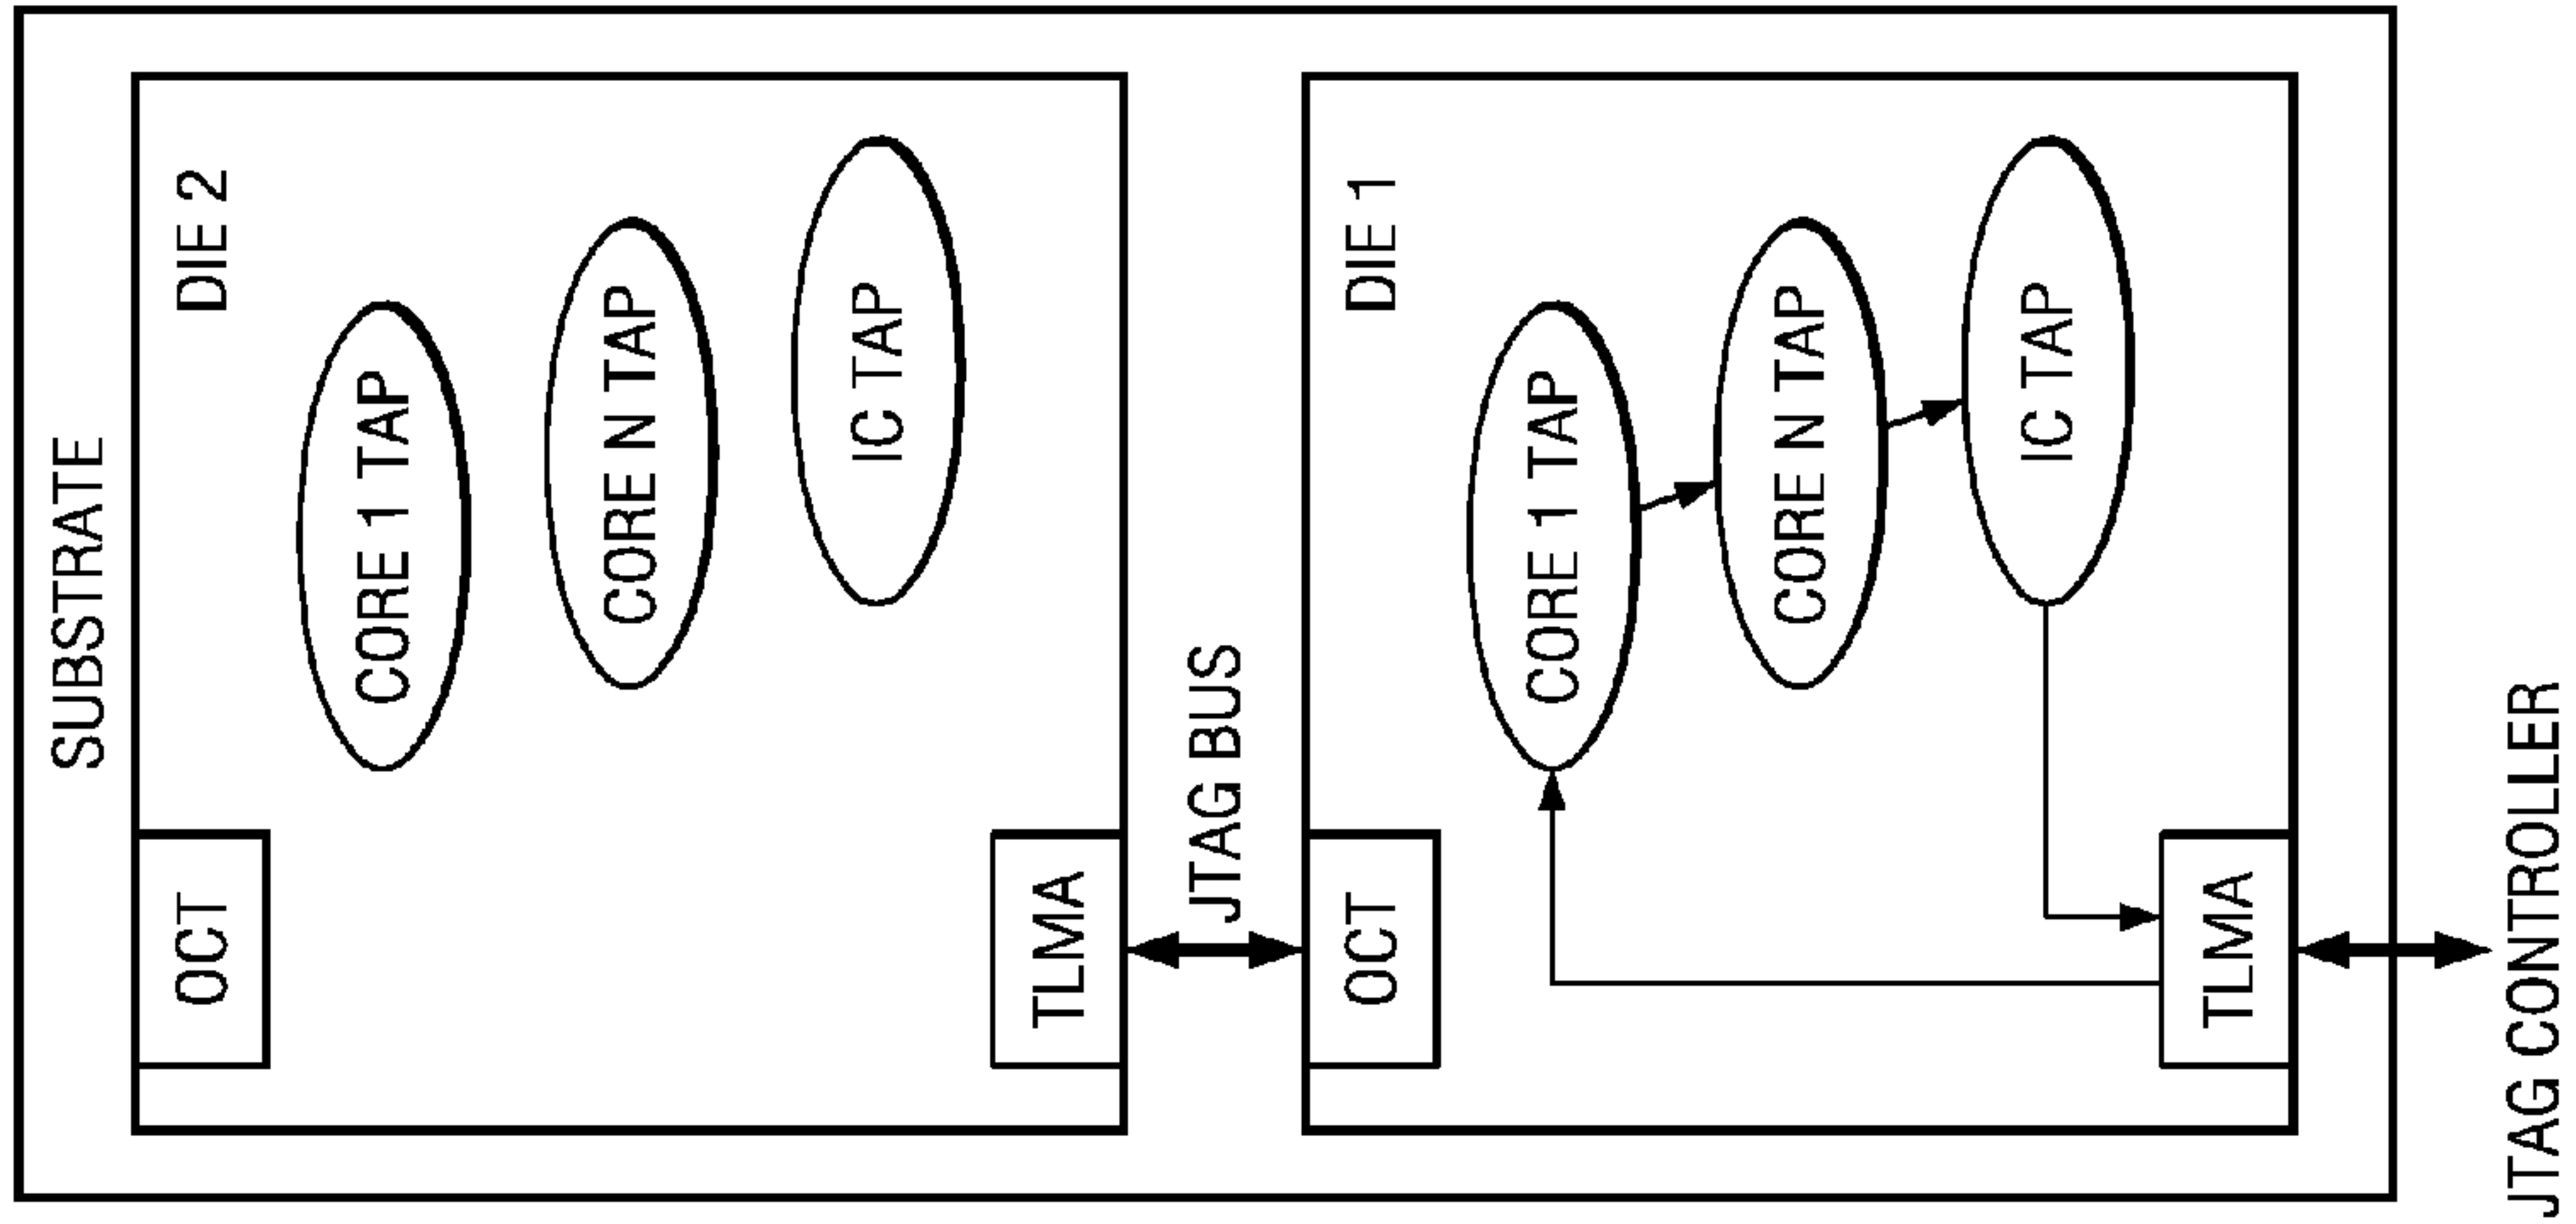 SUBSTRATE
DIE 2
CORE 1 TAP
CORE N TAP
IC TAP
OCT
TLMA
JTAG BUS
DIE 1
CORE 1 TAP
CORE N TAP
IC TAP
OCT
TLMA
JTAG CONTROLLER